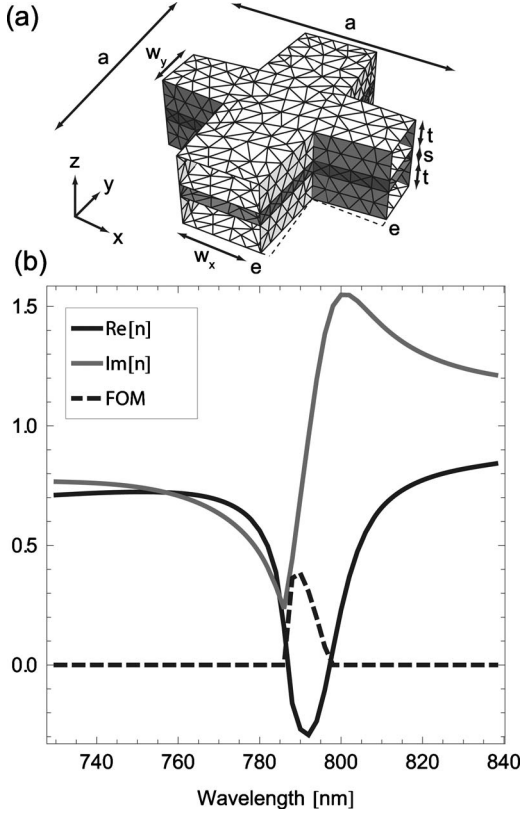 (a)
a
a
w_y
t
s
t
z
y
x
w_x
e
e
(b)
1.5
1.0
0.5
0.0
Re[n]
Im[n]
FOM
740 760 780 800 820 840
Wavelength [nm]